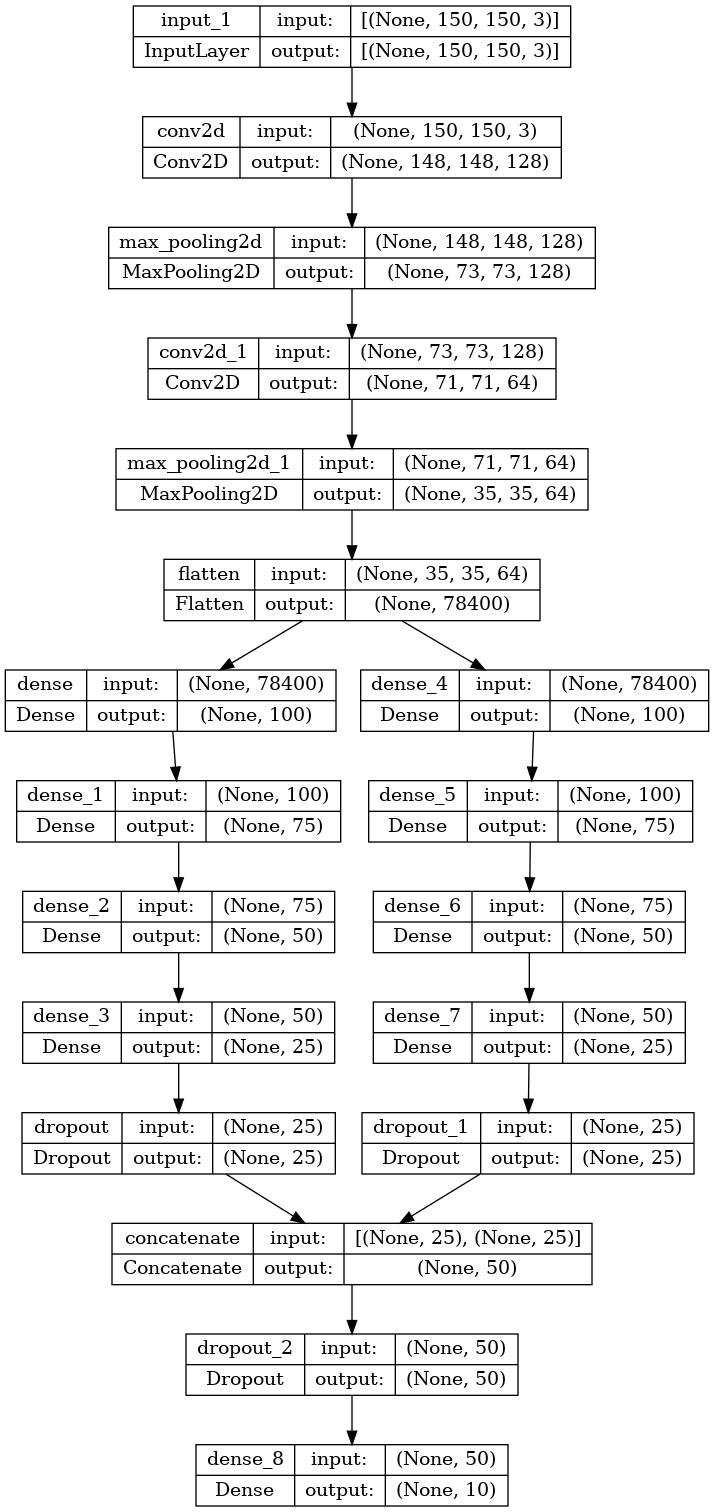 input_1 input: [(None, 150, 150, 3)]
InputLayer output: [(None, 150, 150, 3)]
conv2d input: (None, 150, 150, 3)
Conv2D output: (None, 148, 148, 128)
max_pooling2d input: (None, 148, 148, 128)
MaxPooling2D output: (None, 73, 73, 128)
conv2d_1 input: (None, 73, 73, 128)
Conv2D output: (None, 71, 71, 64)
max_pooling2d_1 input: (None, 71, 71, 64)
MaxPooling2D output: (None, 35, 35, 64)
flatten input: (None, 35, 35, 64)
Flatten output: (None, 78400)
dense input: (None, 78400)
Dense output: (None, 100)
dense_4 input: (None, 78400)
Dense output: (None, 100)
dense_1 input: (None, 100)
Dense output: (None, 75)
dense_5 input: (None, 100)
Dense output: (None, 75)
dense_2 input: (None, 75)
Dense output: (None, 50)
dense_6 input: (None, 75)
Dense output: (None, 50)
dense_3 input: (None, 50)
Dense output: (None, 25)
dense_7 input: (None, 50)
Dense output: (None, 25)
dropout input: (None, 25)
Dropout output: (None, 25)
dropout_1 input: (None, 25)
Dropout output: (None, 25)
concatenate input: [(None, 25), (None, 25)]
Concatenate output: (None, 50)
dropout_2 input: (None, 50)
Dropout output: (None, 50)
dense_8 input: (None, 50)
Dense output: (None, 10)